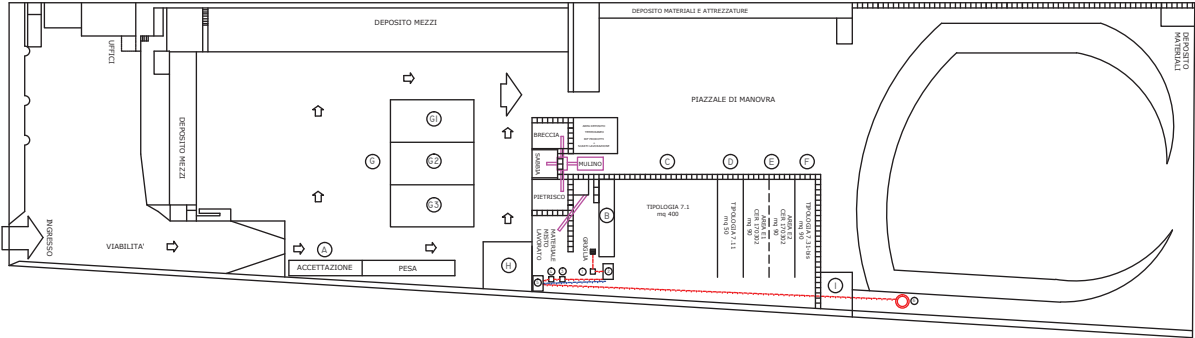 DEPOSITO MEZZI
DEPOSITO MATERIALI E ATTREZZATURE
UFFICI
DEPOSITO
MATERIALI
PIAZZALE DI MANOVRA
DEPOSITO MEZZI
G1
G
G2
G3
BRECCIA
SABBIA
MULINO
PIETRISCO
C
D
E
F
B
TIPOLOGIA 7.1
mq 400
TIPOLOGIA 7.11
mq 50
AREA E1
CER 170302
mq 90
AREA E2
CER 170302
mq 90
TIPOLOGIA 7.31-bis
mq 90
MATERIALE
MISTO
LAVORATO
GRIGLIA
INGRESSO
VIABILITA'
A
ACCETTAZIONE
PESA
H
I